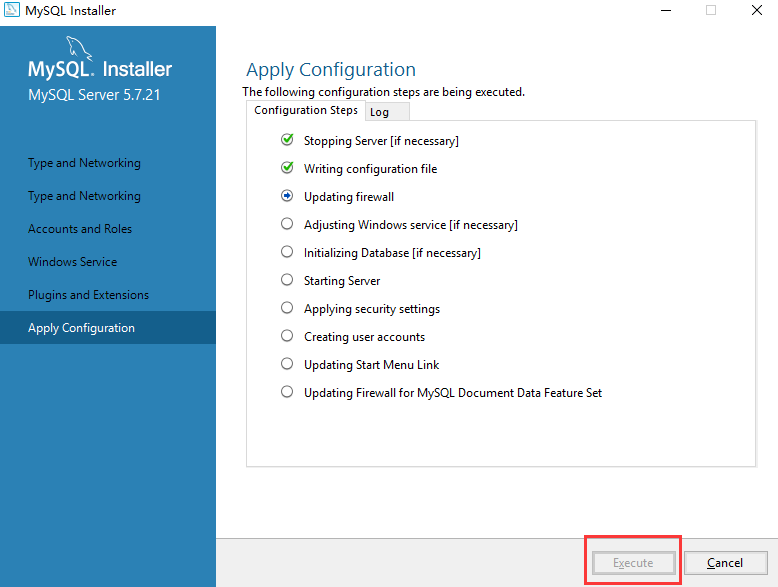 MySQL Installer
MySQL. Installer
MySQL Server 5.7.21
Type and Networking
Type and Networking
Accounts and Roles
Windows Service
Plugins and Extensions
Apply Configuration
Apply Configuration
The following configuration steps are being executed.
Configuration Steps Log
Stopping Server [if necessary]
Writing configuration file
Updating firewall
Adjusting Windows service [if necessary]
Initializing Database [if necessary]
Starting Server
Applying security settings
Creating user accounts
Updating Start Menu Link
Updating Firewall for MySQL Document Data Feature Set
Execute Cancel